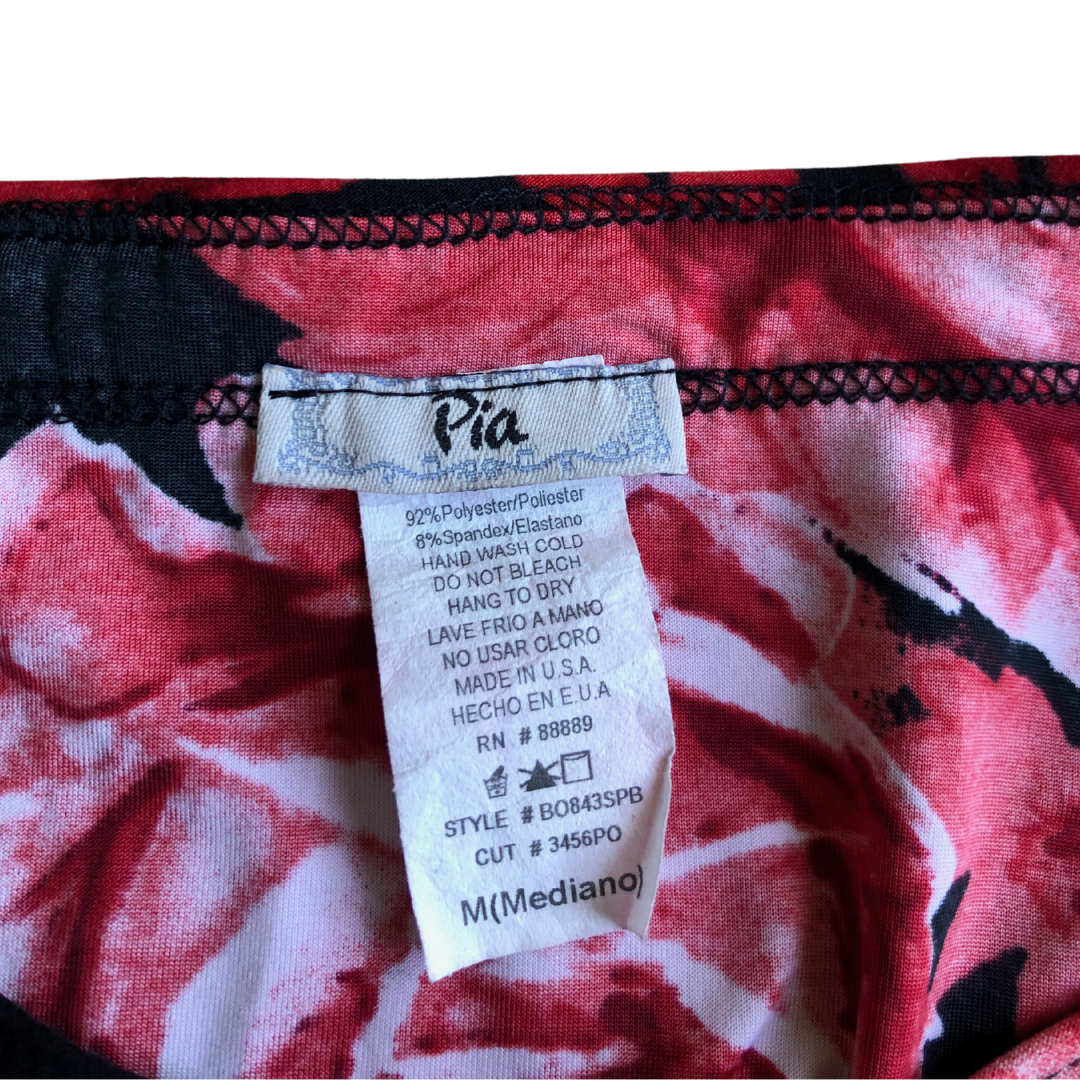 Pia
92%Polyester/Poliester
8%Spandex/Elastano
HAND WASH COLD
DO NOT BLEACH
HANG TO DRY
LAVE FRIO A MANO
NO USAR CLORO
MADE IN U.S.A.
HECHO EN E.U.A
RN # 88889
STYLE # BO843SPB
CUT # 3456PO
M(Mediano)